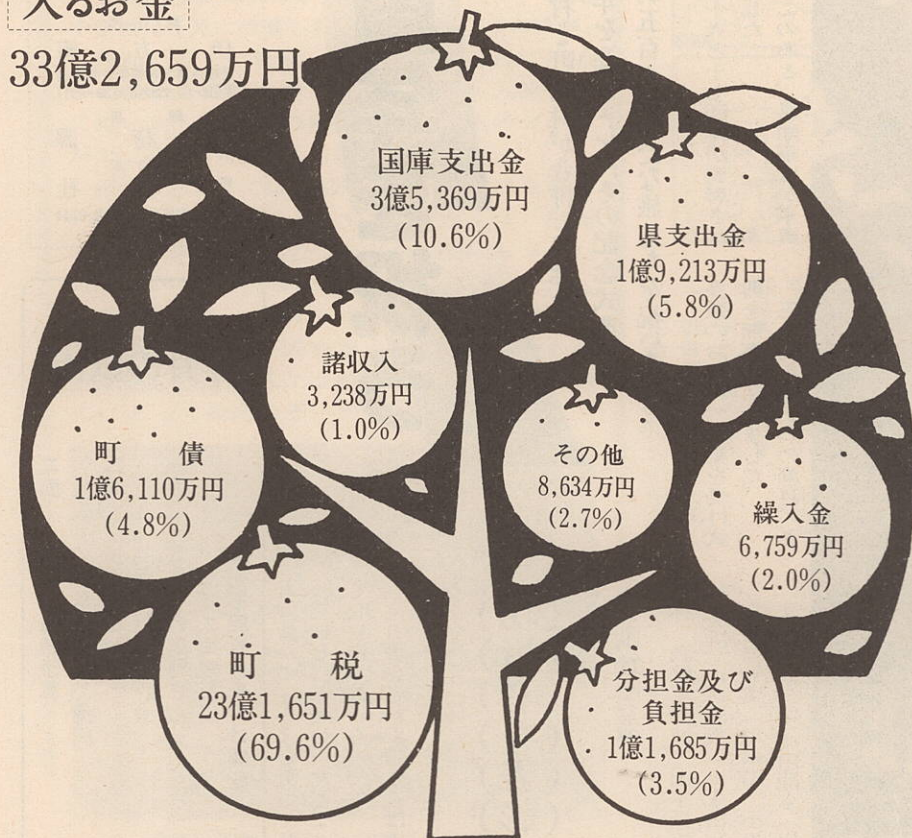 入るお金
33億2,659万円
国庫支出金
3億5,369万円
(10.6%)
県支出金
1億9,213万円
(5.8%)
諸収入
3,238万円
(1.0%)
町債
1億6,110万円
(4.8%)
その他
8,634万円
(2.7%)
繰入金
6,759万円
(2.0%)
町税
23億1,651万円
(69.6%)
分担金及び
負担金
1億1,685万円
(3.5%)